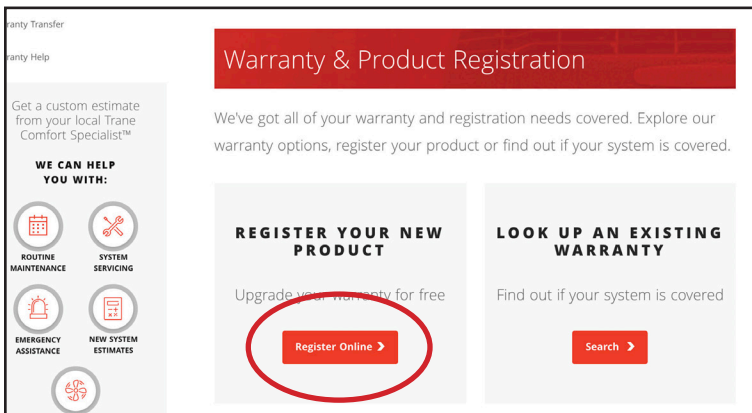 ranty Transfer
ranty Help
Get a custom estimate
from your local Trane
Comfort Specialist™
WE CAN HELP
YOU WITH:
ROUTINE
MAINTENANCE
SYSTEM
SERVICING
EMERGENCY
ASSISTANCE
NEW SYSTEM
ESTIMATES
Warranty & Product Registration
We've got all of your warranty and registration needs covered. Explore our
warranty options, register your product or find out if your system is covered.
REGISTER YOUR NEW
PRODUCT
Upgrade your warranty for free
Register Online
LOOK UP AN EXISTING
WARRANTY
Find out if your system is covered
Search